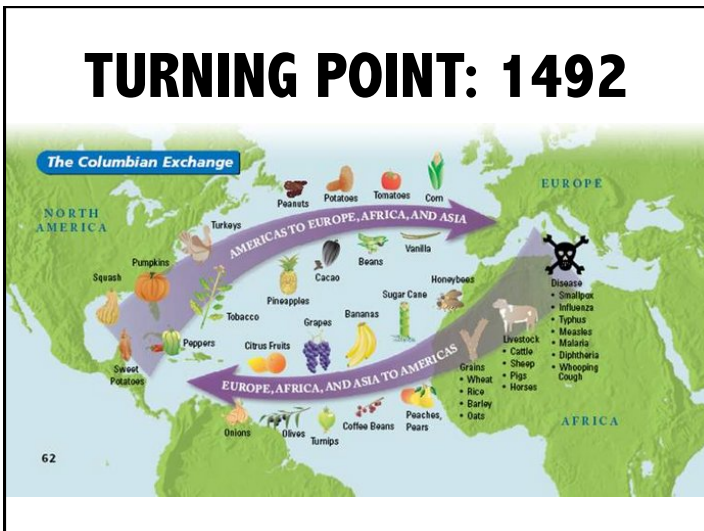 TURNING POINT: 1492
The Columbian Exchange
NORTH
AMERICA
EUROPE
AFRICA
AMERICAS TO EUROPE, AFRICA, AND ASIA
Peanuts
Potatoes
Tomatoes
Corn
Turkeys
Pumpkins
Squash
Sweet
Potatoes
Peppers
Tobacco
Pineapples
Cacao
Beans
Vanilla
EUROPE, AFRICA, AND ASIA TO AMERICAS
Citrus Fruits
Grapes
Bananas
Sugar Cane
Honeybees
Onions
Olives
Turnips
Coffee Beans
Peaches,
Pears
Grains
• Wheat
• Rice
• Barley
• Oats
Livestock
• Cattle
• Sheep
• Pigs
• Horses
Disease
• Smallpox
• Influenza
• Typhus
• Measles
• Malaria
• Diphtheria
• Whooping
Cough
62